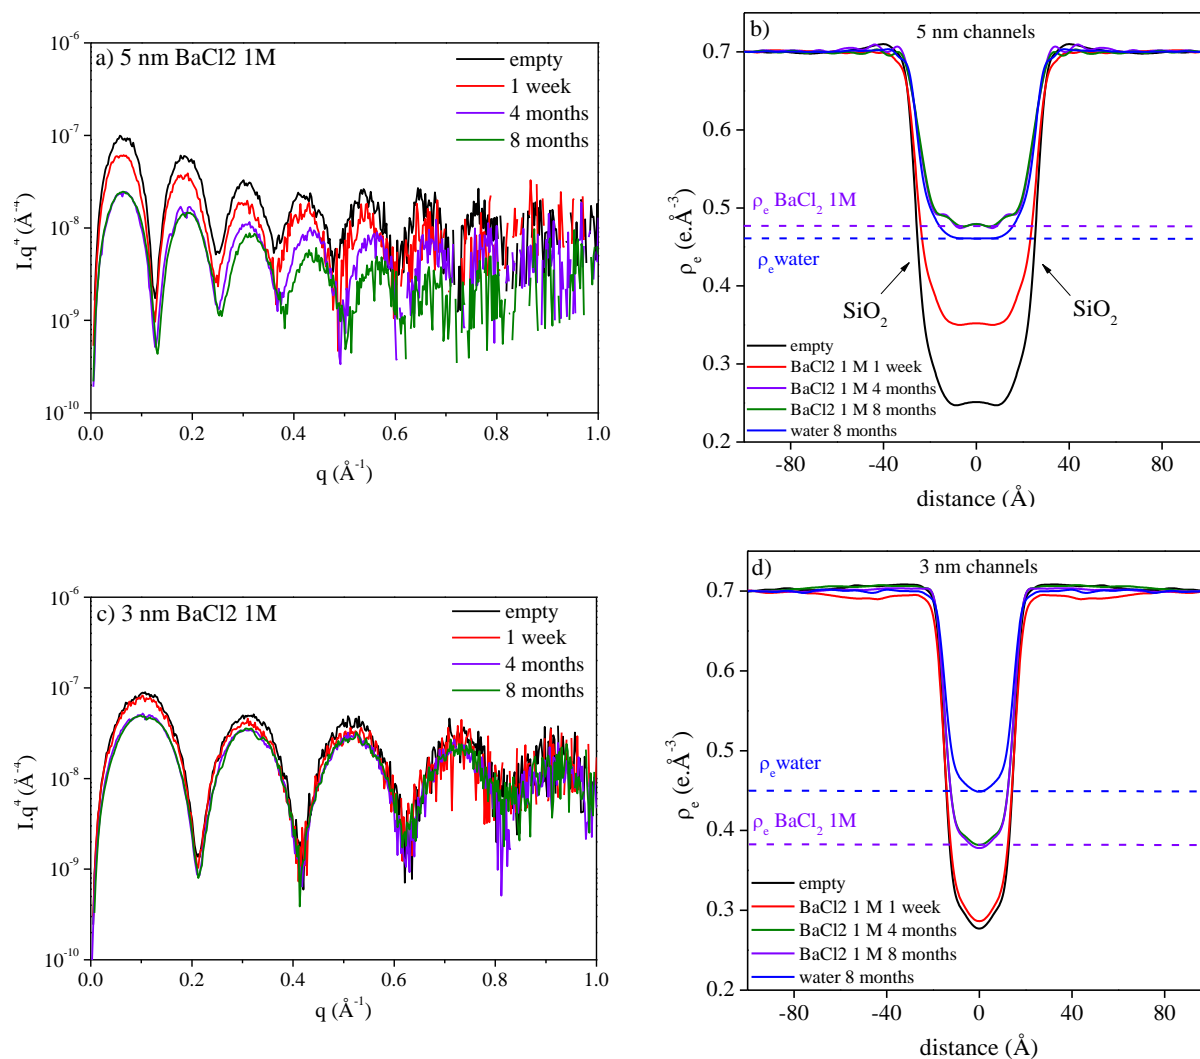 a) 5 nm BaCl2 1M
empty
1 week
4 months
8 months
10⁻⁶
10⁻⁷
10⁻⁸
10⁻⁹
10⁻¹⁰
I.q⁴ (Å⁻⁴)
0.0 0.2 0.4 0.6 0.8 1.0
q (Å⁻¹)
b) 5 nm channels
0.7
0.6
0.5
0.4
0.3
0.2
ρₑ (e.Å⁻³)
ρₑ BaCl₂ 1M
ρₑ water
SiO₂ SiO₂
empty
BaCl2 1 M 1 week
BaCl2 1 M 4 months
BaCl2 1 M 8 months
water 8 months
-80 -40 0 40 80
distance (Å)
c) 3 nm BaCl2 1M
empty
1 week
4 months
8 months
10⁻⁶
10⁻⁷
10⁻⁸
10⁻⁹
10⁻¹⁰
I.q⁴ (Å⁻⁴)
0.0 0.2 0.4 0.6 0.8 1.0
q (Å⁻¹)
d) 3 nm channels
0.7
0.6
0.5
0.4
0.3
0.2
ρₑ (e.Å⁻³)
ρₑ water
ρₑ BaCl₂ 1M
empty
BaCl2 1 M 1 week
BaCl2 1 M 4 months
BaCl2 1 M 8 months
water 8 months
-80 -40 0 40 80
distance (Å)